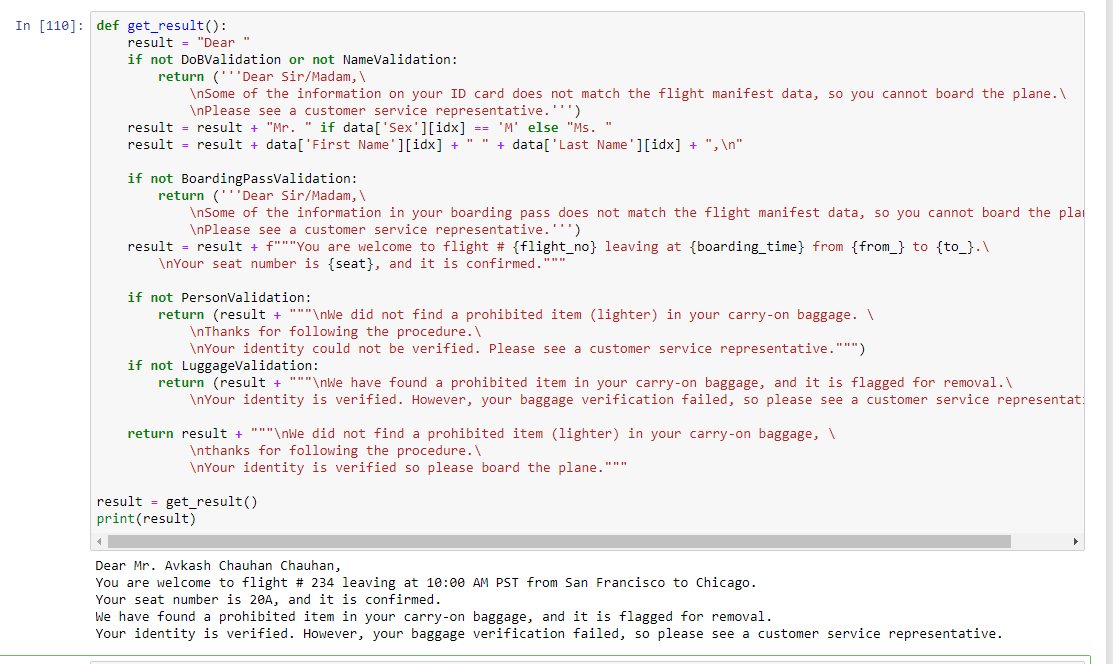 In [110]: def get_result():
    result = "Dear "
    if not DoBValidation or not NameValidation:
        return ('''Dear Sir/Madam,\
            \nSome of the information on your ID card does not match the flight manifest data, so you cannot board the plane.\
            \nPlease see a customer service representative.''')
    result = result + "Mr. " if data['Sex'][idx] == 'M' else "Ms. "
    result = result + data['First Name'][idx] + " " + data['Last Name'][idx] + ",\n"
    if not BoardingPassValidation:
        return ('''Dear Sir/Madam,\
            \nSome of the information in your boarding pass does not match the flight manifest data, so you cannot board the
            \nPlease see a customer service representative.''')
    result = result + f"""You are welcome to flight # {flight_no} leaving at {boarding_time} from {from_} to {to_}.\
        \nYour seat number is {seat}, and it is confirmed."""
    if not PersonValidation:
        return (result + """\nWe did not find a prohibited item (lighter) in your carry-on baggage. \
            \nThanks for following the procedure.\
            \nYour identity could not be verified. Please see a customer service representative.""")
    if not LuggageValidation:
        return (result + """\nWe have found a prohibited item in your carry-on baggage, and it is flagged for removal.\
            \nYour identity is verified. However, your baggage verification failed, so please see a customer service
    return result + """\nWe did not find a prohibited item (lighter) in your carry-on baggage, \
            \nthanks for following the procedure.\
            \nYour identity is verified so please board the plane."""
result = get_result()
print(result)
Dear Mr. Avkash Chauhan Chauhan,
You are welcome to flight # 234 leaving at 10:00 AM PST from San Francisco to Chicago.
Your seat number is 20A, and it is confirmed.
We have found a prohibited item in your carry-on baggage, and it is flagged for removal.
Your identity is verified. However, your baggage verification failed, so please see a customer service representative.